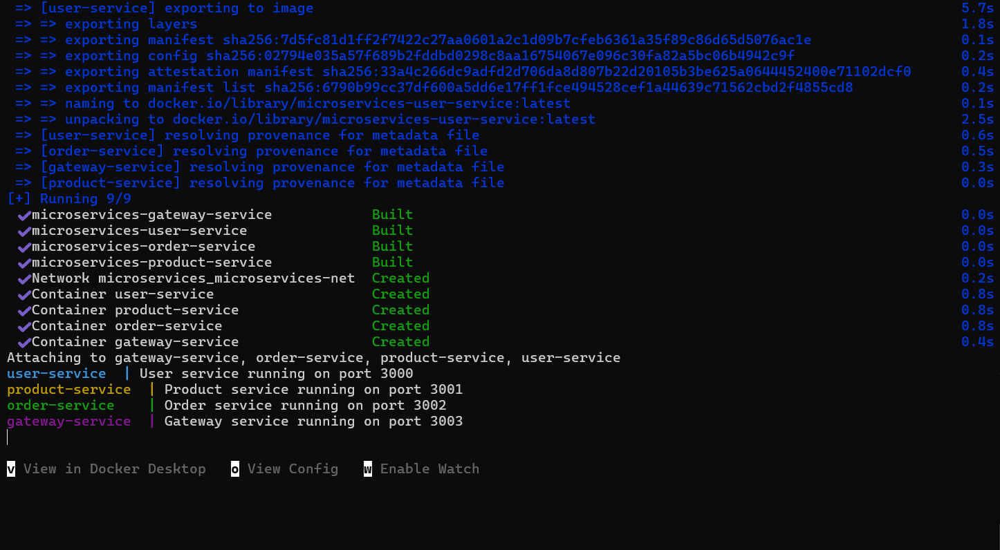 => [user-service] exporting to image 5.7s
=> => exporting layers 1.8s
=> => exporting manifest sha256:7d5fc81d1ff2f7422c27aa0601a2c1d09b7cfeb6361a35f89c86d65d5076ac1e 0.1s
=> => exporting config sha256:02794e035a57f689b2fddbd0298c8aa16754067e096c30fa82a5bc06b4942c9f 0.2s
=> => exporting attestation manifest sha256:33a4c266dc9adfd2d706da8d807b22d20105b3be625a0644452400e71102dcf0 0.4s
=> => exporting manifest list sha256:6790b99cc37df600a5dd6e17ff1fce494528cef1a44639c71562cbd2f4855cd8 0.2s
=> => naming to docker.io/library/microservices-user-service:latest 0.1s
=> => unpacking to docker.io/library/microservices-user-service:latest 2.5s
=> [user-service] resolving provenance for metadata file 0.6s
=> [order-service] resolving provenance for metadata file 0.5s
=> [gateway-service] resolving provenance for metadata file 0.3s
=> [product-service] resolving provenance for metadata file 0.0s
[+] Running 9/9
✔microservices-gateway-service Built 0.0s
✔microservices-user-service Built 0.0s
✔microservices-order-service Built 0.0s
✔microservices-product-service Built 0.0s
✔Network microservices_microservices-net Created 0.2s
✔Container user-service Created 0.8s
✔Container product-service Created 0.8s
✔Container order-service Created 0.8s
✔Container gateway-service Created 0.4s
Attaching to gateway-service, order-service, product-service, user-service
user-service | User service running on port 3000
product-service | Product service running on port 3001
order-service | Order service running on port 3002
gateway-service | Gateway service running on port 3003
v View in Docker Desktop o View Config w Enable Watch